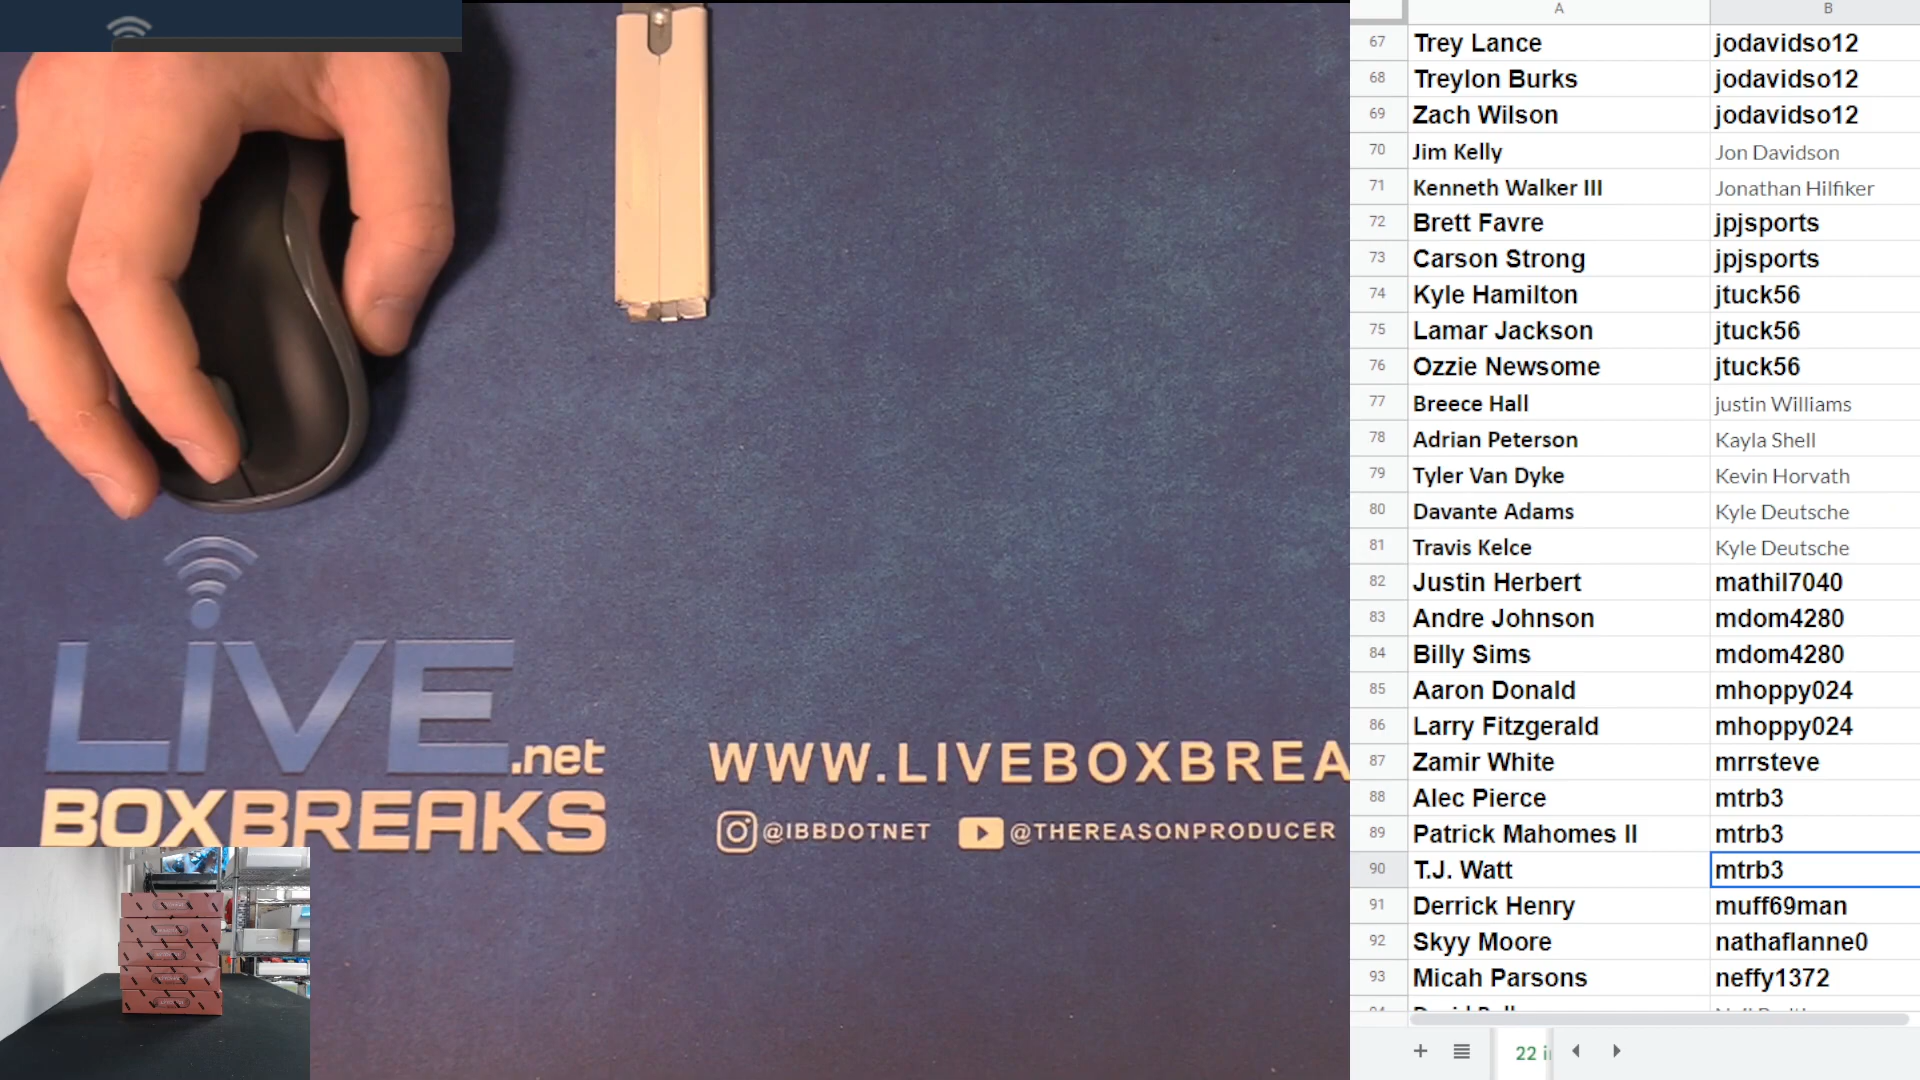 LiVE.net
BOXBREAKS
WWW.LIVEBOXBREA
@IBBDOTNET @THEREASONPRODUCER
A B
67 Trey Lance jodavidso12
68 Treylon Burks jodavidso12
69 Zach Wilson jodavidso12
70 Jim Kelly Jon Davidson
71 Kenneth Walker III Jonathan Hilfiker
72 Brett Favre jpjsports
73 Carson Strong jpjsports
74 Kyle Hamilton jtuck56
75 Lamar Jackson jtuck56
76 Ozzie Newsome jtuck56
77 Breece Hall justin Williams
78 Adrian Peterson Kayla Shell
79 Tyler Van Dyke Kevin Horvath
80 Davante Adams Kyle Deutsche
81 Travis Kelce Kyle Deutsche
82 Justin Herbert mathil7040
83 Andre Johnson mdom4280
84 Billy Sims mdom4280
85 Aaron Donald mhoppy024
86 Larry Fitzgerald mhoppy024
87 Zamir White mrrsteve
88 Alec Pierce mtrb3
89 Patrick Mahomes II mtrb3
90 T.J. Watt mtrb3
91 Derrick Henry muff69man
92 Skyy Moore nathaflanne0
93 Micah Parsons neffy1372
22